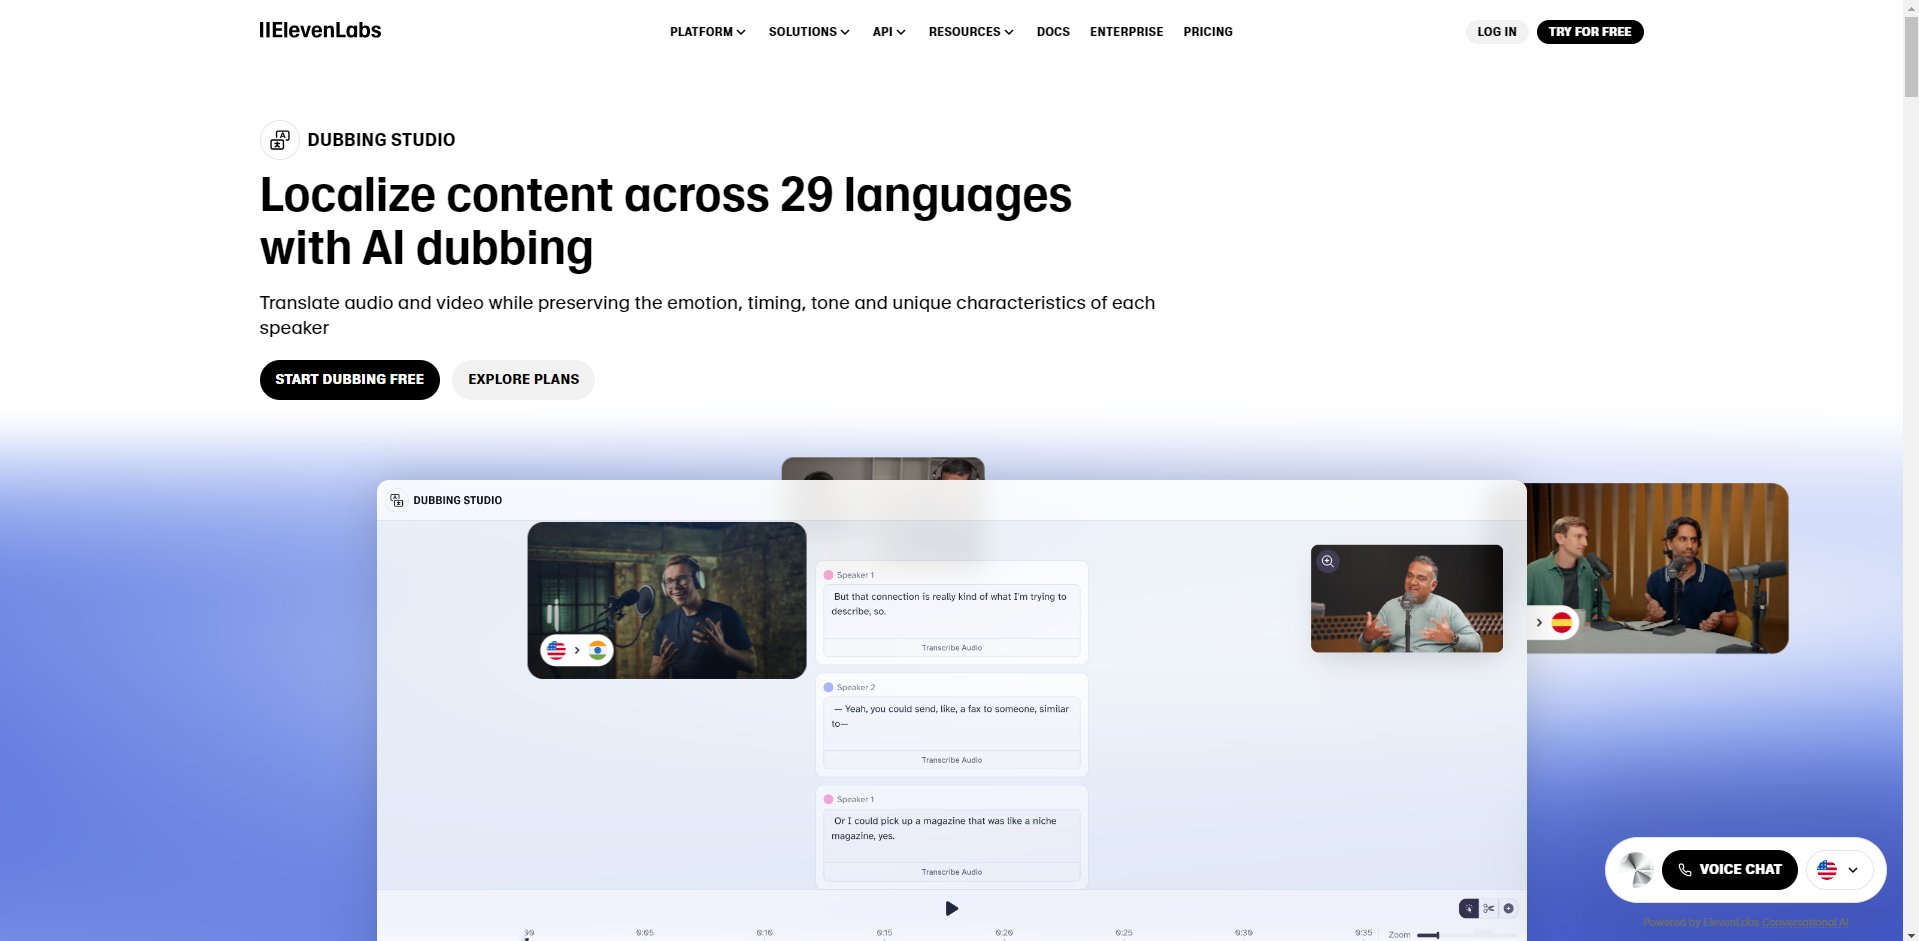 IIElevenLabs
PLATFORM
SOLUTIONS
API
RESOURCES
DOCS
ENTERPRISE
PRICING
LOG IN
TRY FOR FREE
DUBBING STUDIO
Localize content across 29 languages
with AI dubbing
Translate audio and video while preserving the emotion, timing, tone and unique characteristics of each
speaker
START DUBBING FREE
EXPLORE PLANS
DUBBING STUDIO
Speaker 1
But that connection is really kind of what I'm trying to
describe, so.
Transcribe Audio
Speaker 2
— Yeah, you could send, like, a fax to someone, similar
to—
Transcribe Audio
Speaker 1
Or I could pick up a magazine that was like a niche
magazine, yes.
Transcribe Audio
VOICE CHAT
Powered by ElevenLabs Conversational AI
0:05
0:10
0:15
0:20
0:25
0:30
0:35
Zoom